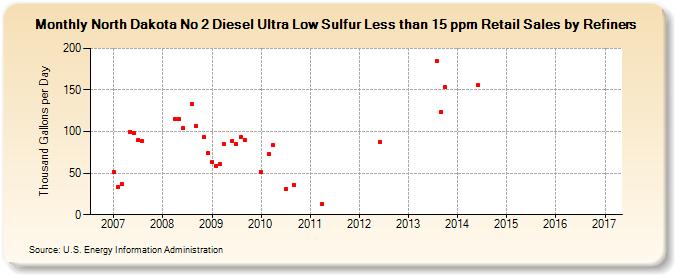 Monthly North Dakota No 2 Diesel Ultra Low Sulfur Less than 15 ppm Retail Sales by Refiners
Thousand Gallons per Day
200
150
100
50
0
2007 2008 2009 2010 2011 2012 2013 2014 2015 2016 2017
Source: U.S. Energy Information Administration